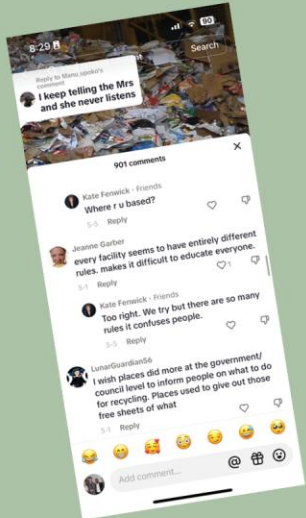 8:29
90
Search
Reply to Manu_upoko's
comment
I keep telling the Mrs
and she never listens
901 comments
Kate Fenwick · Friends
Where r u based?
5-5 Reply
Jeanne Garber
every facility seems to have entirely different
rules. makes it difficult to educate everyone.
5-1 Reply
1
Kate Fenwick · Friends
Too right. We try but there are so many
rules it confuses people.
5-5 Reply
LunarGuardian56
I wish places did more at the government/
council level to inform people on what to do
for recycling. Places used to give out those
free sheets of what
5-1 Reply
Add comment...
@